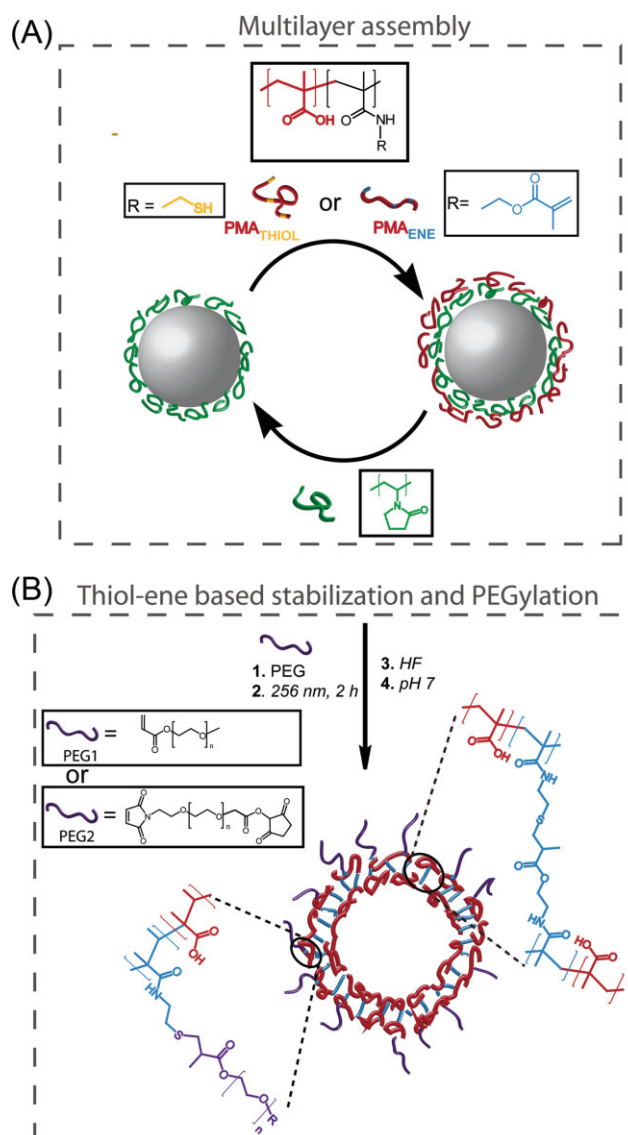 (A)
Multilayer assembly
OH
O
O
NH
R
R =
SH
or
R=
O
O
PMATHIOL
PMAENE
N
O
(B)
Thiol-ene based stabilization and PEGylation
1. PEG
2. 256 nm, 2 h
3. HF
4. pH 7
PEG1
=
O
O
O
n
or
PEG2
=
O
N
O
O
O
n
O
O
O
O
O
O
OH
O
NH
S
O
O
HN
O
HO
O
O
OH
O
HN
S
O
O
O
R
n